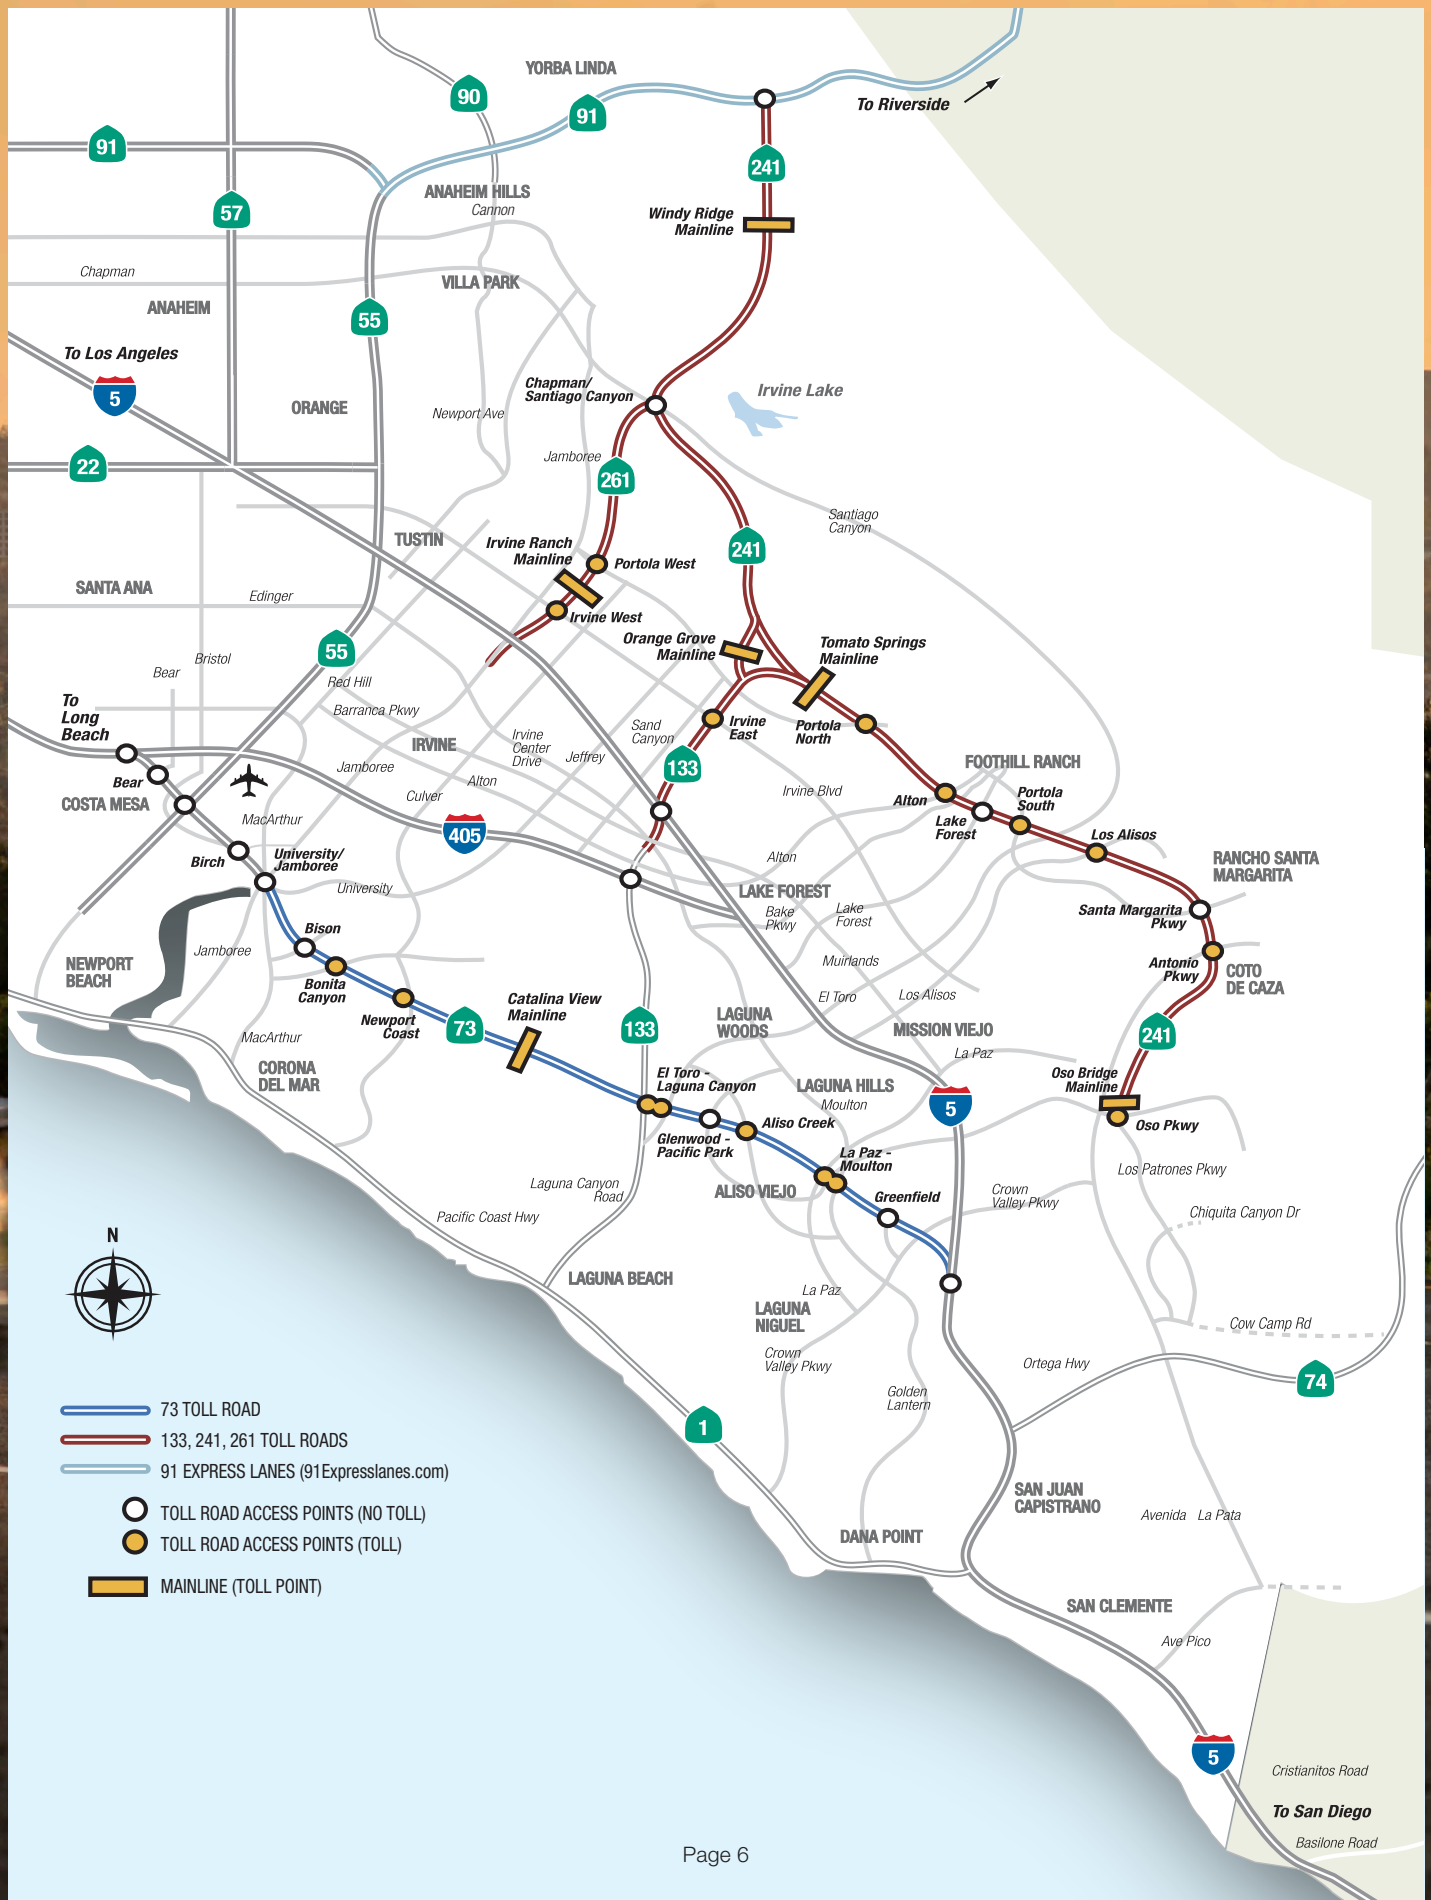 YORBA LINDA
90
91
To Riverside
91
241
57
ANAHEIM HILLS
Cannon
Windy Ridge
Mainline
Chapman
VILLA PARK
ANAHEIM
55
To Los Angeles
5
Chapman/
Santiago Canyon
Irvine Lake
ORANGE
Newport Ave
22
Jamboree
261
Santiago
Canyon
TUSTIN
Irvine Ranch
Mainline
241
Portola West
SANTA ANA
Edinger
Irvine West
Orange Grove
Mainline
Tomato Springs
Mainline
55
Bristol
Bear
Red Hill
To
Long
Beach
Barranca Pkwy
IRVINE
Irvine
Center
Drive
Jeffrey
Sand
Canyon
Irvine
East
Portola
North
133
FOOTHILL RANCH
Bear
Jamboree
Alton
Culver
Irvine Blvd
Alton
Portola
South
COSTA MESA
MacArthur
405
Lake
Forest
Los Alisos
Birch
University/
Jamboree
Alton
RANCHO SANTA
MARGARITA
University
LAKE FOREST
Bake
Pkwy
Lake
Forest
Santa Margarita
Pkwy
Bison
Jamboree
NEWPORT
BEACH
Bonita
Canyon
Muirlands
Antonio
Pkwy
COTO
DE CAZA
Newport
Coast
73
Catalina View
Mainline
133
El Toro
Los Alisos
LAGUNA
WOODS
MISSION VIEJO
241
MacArthur
CORONA
DEL MAR
La Paz
El Toro -
Laguna Canyon
LAGUNA HILLS
Moulton
5
Oso Bridge
Mainline
Oso Pkwy
Glenwood -
Pacific Park
Aliso Creek
La Paz -
Moulton
Los Patrones Pkwy
Laguna Canyon
Road
ALISO VIEJO
Greenfield
Crown
Valley Pkwy
Pacific Coast Hwy
Chiquita Canyon Dr
N
LAGUNA BEACH
La Paz
LAGUNA
NIGUEL
Cow Camp Rd
Crown
Valley Pkwy
Ortega Hwy
74
Golden
Lantern
73 TOLL ROAD
133, 241, 261 TOLL ROADS
91 EXPRESS LANES (91Expresslanes.com)
TOLL ROAD ACCESS POINTS (NO TOLL)
TOLL ROAD ACCESS POINTS (TOLL)
MAINLINE (TOLL POINT)
1
SAN JUAN
CAPISTRANO
Avenida La Pata
DANA POINT
SAN CLEMENTE
Ave Pico
5
Cristianitos Road
To San Diego
Basilone Road
Page 6